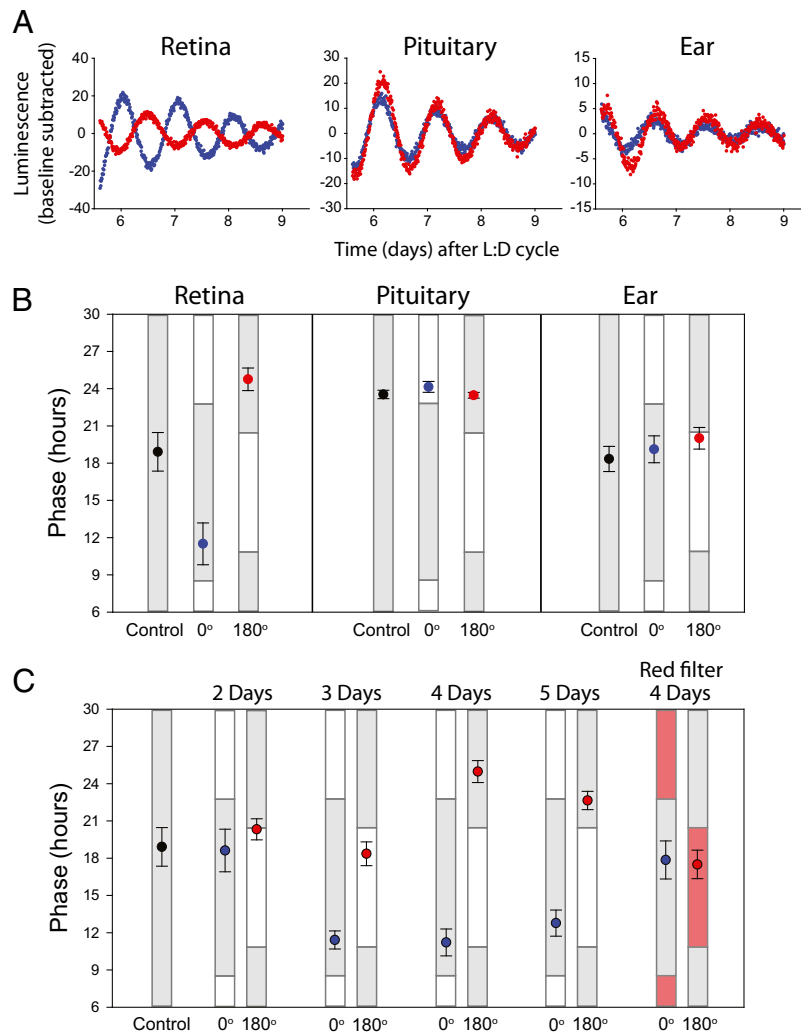 A
Retina Pituitary Ear
Luminescence
(baseline subtracted)
40
20
0
-20
-40
6 7 8 9
30
20
10
0
-10
-20
-30
6 7 8 9
15
10
5
0
-5
-10
-15
6 7 8 9
Time (days) after L:D cycle
B
Retina Pituitary Ear
Phase (hours)
30
27
24
21
18
12
9
6
Control 0° 180° Control 0° 180° Control 0° 180°
C
Red filter
2 Days 3 Days 4 Days 5 Days 4 Days
Phase (hours)
30
27
24
21
18
12
9
6
Control 0° 180° 0° 180° 0° 180° 0° 180° 0° 180°